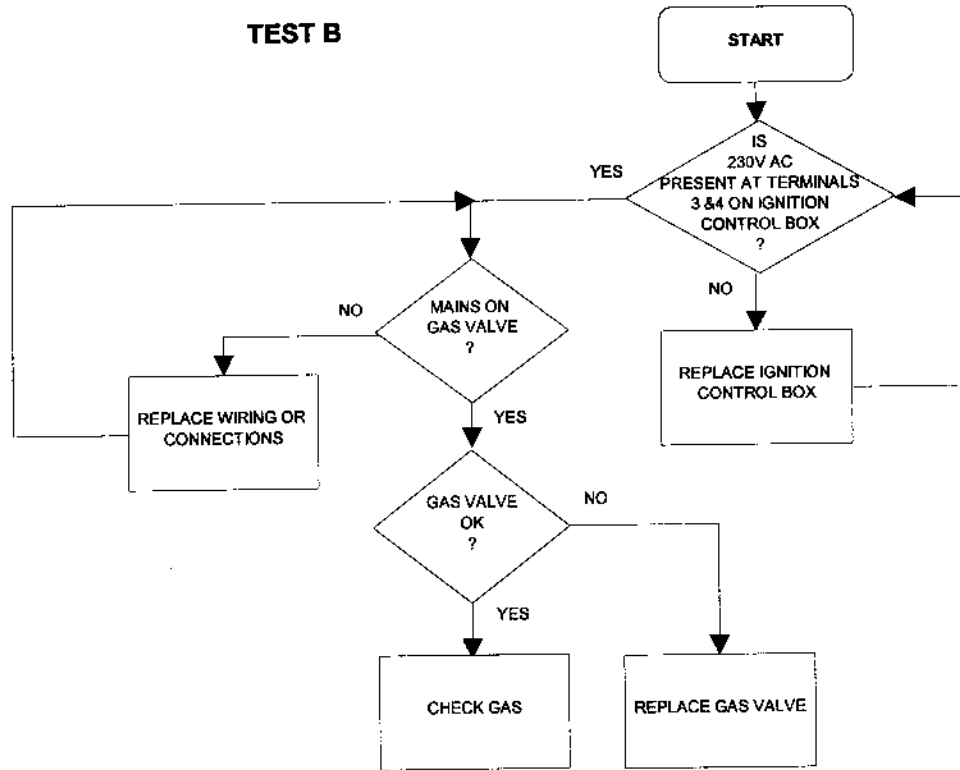 TEST B
START
IS
230V AC
PRESENT AT TERMINALS
3 &4 ON IGNITION
CONTROL BOX
?
YES
NO
MAINS ON
GAS VALVE
?
NO
REPLACE IGNITION
CONTROL BOX
REPLACE WIRING OR
CONNECTIONS
YES
GAS VALVE
OK
?
NO
YES
CHECK GAS
REPLACE GAS VALVE